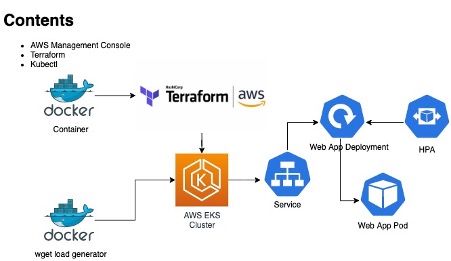 Contents
AWS Management Console
Terraform
Kubectl
docker
Container
HashiCorp
Terraform
aws
Web App Deployment
HPA
AWS EKS
Cluster
Service
Web App Pod
docker
wget load generator